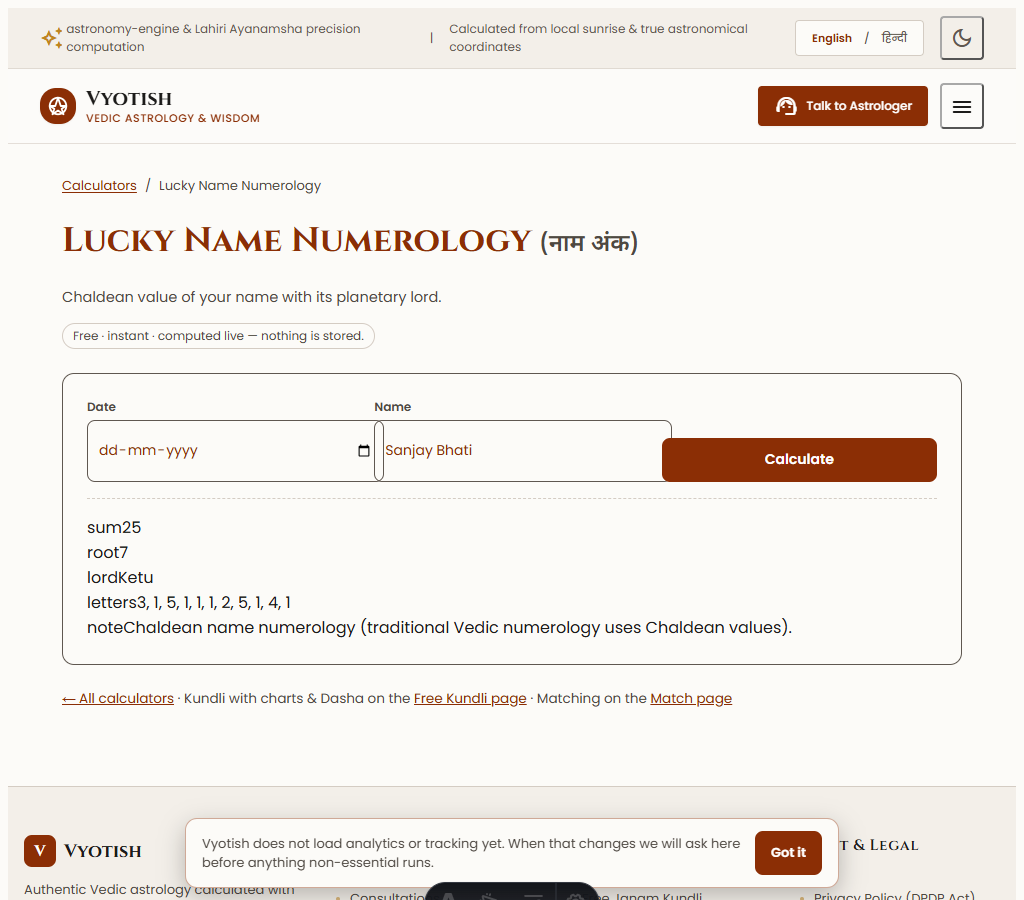 astronomy-engine & Lahiri Ayanamsha precision computation | Calculated from local sunrise & true astronomical coordinates
English / हिन्दी
Vyotish
VEDIC ASTROLOGY & WISDOM
Talk to Astrologer
Calculators / Lucky Name Numerology
Lucky Name Numerology (नाम अंक)
Chaldean value of your name with its planetary lord.
Free · instant · computed live — nothing is stored.
Date
Name
dd-mm-yyyy
Sanjay Bhati
Calculate
sum25
root7
lordKetu
letters3, 1, 5, 1, 1, 1, 2, 5, 1, 4, 1
noteChaldean name numerology (traditional Vedic numerology uses Chaldean values).
← All calculators · Kundli with charts & Dasha on the Free Kundli page · Matching on the Match page
V Vyotish
Vyotish does not load analytics or tracking yet. When that changes we will ask here
before anything non-essential runs.
Got it
& Legal
Authentic Vedic astrology calculated with
Janam Kundli
Privacy Policy (DPDP Act)